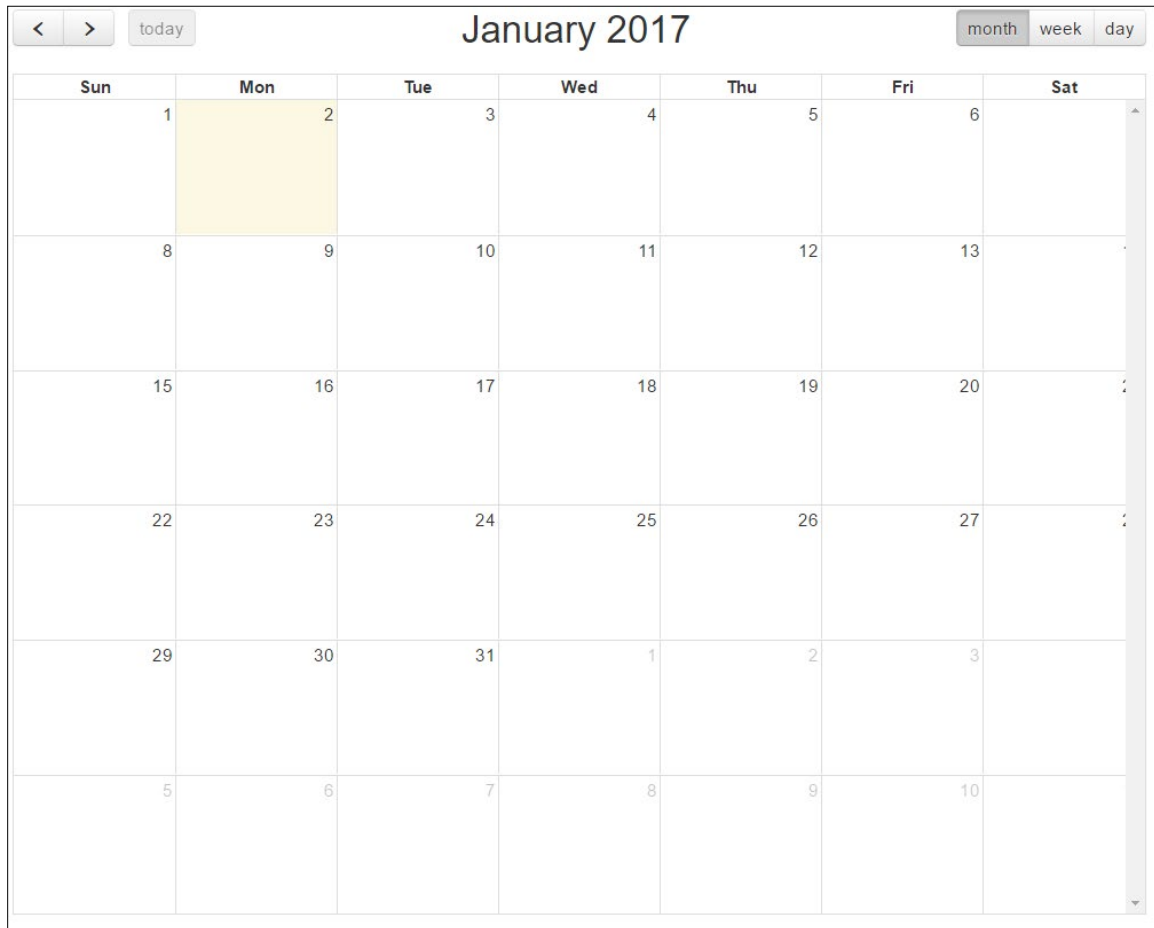 today January 2017 month week day
Sun Mon Tue Wed Thu Fri Sat
1 2 3 4 5 6
8 9 10 11 12 13
15 16 17 18 19 20
22 23 24 25 26 27
29 30 31 1 2 3
5 6 7 8 9 10